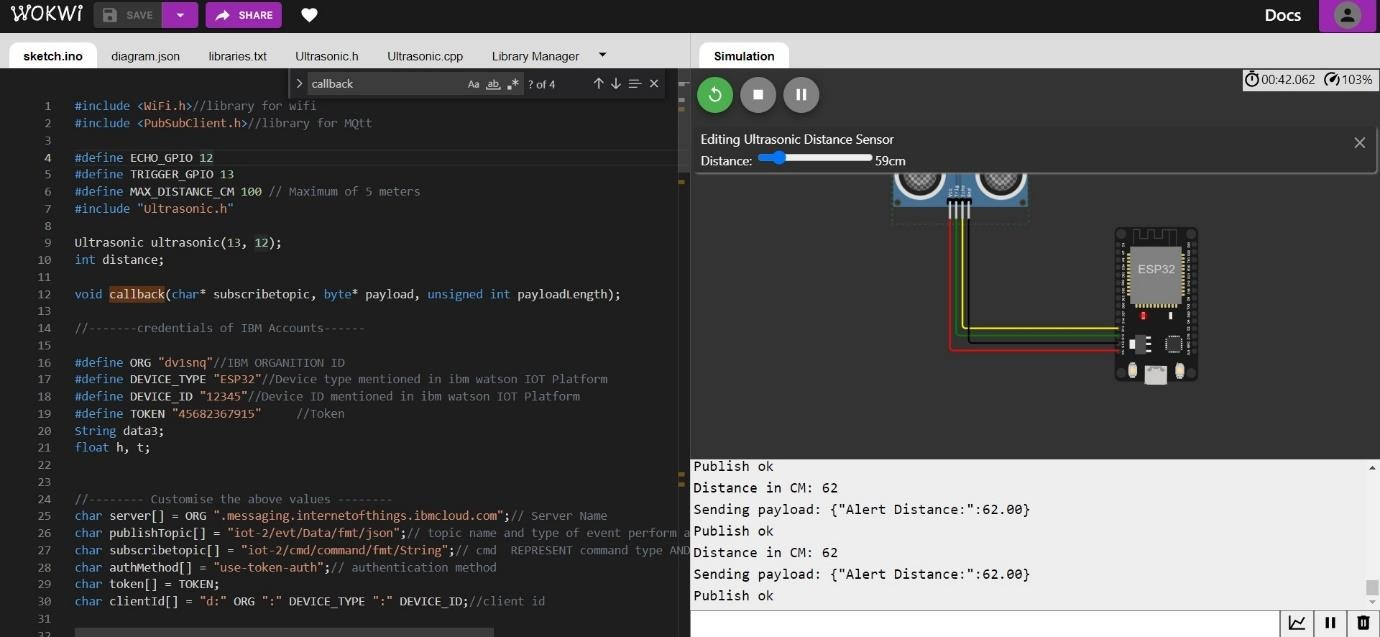 WOKWi
SAVE
SHARE
Docs
sketch.ino
diagram.json
libraries.txt
Ultrasonic.h
Ultrasonic.cpp
Library Manager
callback
Aa
ab
? of 4
1 #include <WiFi.h>//library for wifi
2 #include <PubSubClient.h>//library for MQtt
3
4 #define ECHO_GPIO 12
5 #define TRIGGER_GPIO 13
6 #define MAX_DISTANCE_CM 100 // Maximum of 5 meters
7 #include "Ultrasonic.h"
8
9 Ultrasonic ultrasonic(13, 12);
10 int distance;
11
12 void callback(char* subscribetopic, byte* payload, unsigned int payloadLength);
13
14 //-------credentials of IBM Accounts------
15
16 #define ORG "dv1snq"//IBM ORGANITION ID
17 #define DEVICE_TYPE "ESP32"//Device type mentioned in ibm watson IOT Platform
18 #define DEVICE_ID "12345"//Device ID mentioned in ibm watson IOT Platform
19 #define TOKEN "45682367915" //Token
20 String data3;
21 float h, t;
22
23
24 //-------- Customise the above values --------
25 char server[] = ORG ".messaging.internetofthings.ibmcloud.com";// Server Name
26 char publishTopic[] = "iot-2/evt/Data/fmt/json";// topic name and type of event perform a
27 char subscribetopic[] = "iot-2/cmd/command/fmt/String";// cmd REPRESENT command type AND
28 char authMethod[] = "use-token-auth";// authentication method
29 char token[] = TOKEN;
30 char clientId[] = "d:" ORG ":" DEVICE_TYPE ":" DEVICE_ID;//client id
31
32
Simulation
00:42.062
103%
Editing Ultrasonic Distance Sensor
Distance: 59cm
ESP32
Publish ok
Distance in CM: 62
Sending payload: {"Alert Distance:":62.00}
Publish ok
Distance in CM: 62
Sending payload: {"Alert Distance:":62.00}
Publish ok